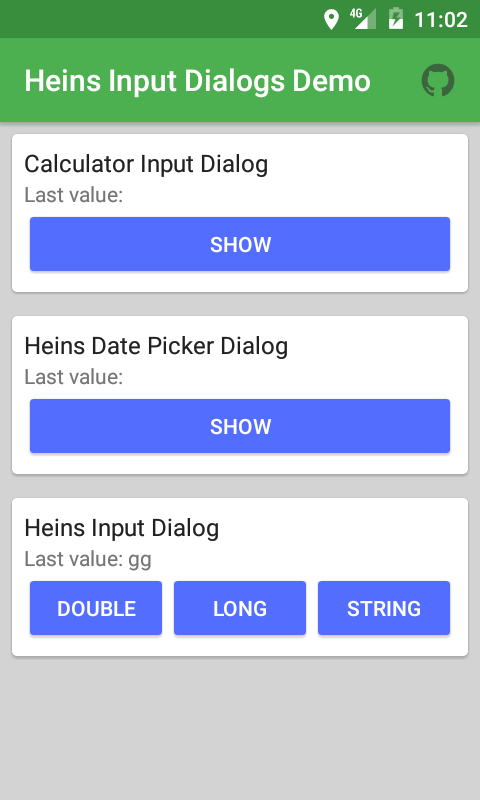 4G 11:02
Heins Input Dialogs Demo
Calculator Input Dialog
Last value:
SHOW
Heins Date Picker Dialog
Last value:
SHOW
Heins Input Dialog
Last value: gg
DOUBLE LONG STRING